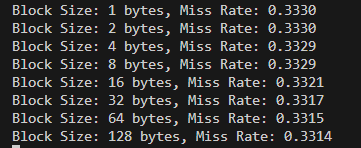 Block Size: 1 bytes, Miss Rate: 0.3330
Block Size: 2 bytes, Miss Rate: 0.3330
Block Size: 4 bytes, Miss Rate: 0.3329
Block Size: 8 bytes, Miss Rate: 0.3329
Block Size: 16 bytes, Miss Rate: 0.3321
Block Size: 32 bytes, Miss Rate: 0.3317
Block Size: 64 bytes, Miss Rate: 0.3315
Block Size: 128 bytes, Miss Rate: 0.3314